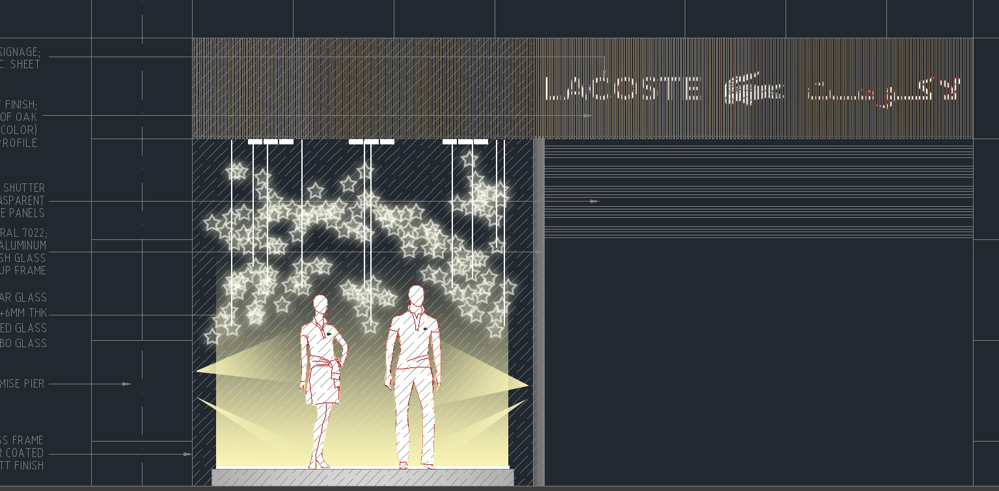 SIGNAGE;
C. SHEET
FINISH;
OF OAK
COLOR)
PROFILE
SHUTTER
NSPARENT
E PANELS
RAL 7022;
ALUMINUM
SH GLASS
UP FRAME
AR GLASS
+6MM THK
ED GLASS
BO GLASS
MISE PIER
SS FRAME
R COATED
TT FINISH
LACOSTE لاكوست